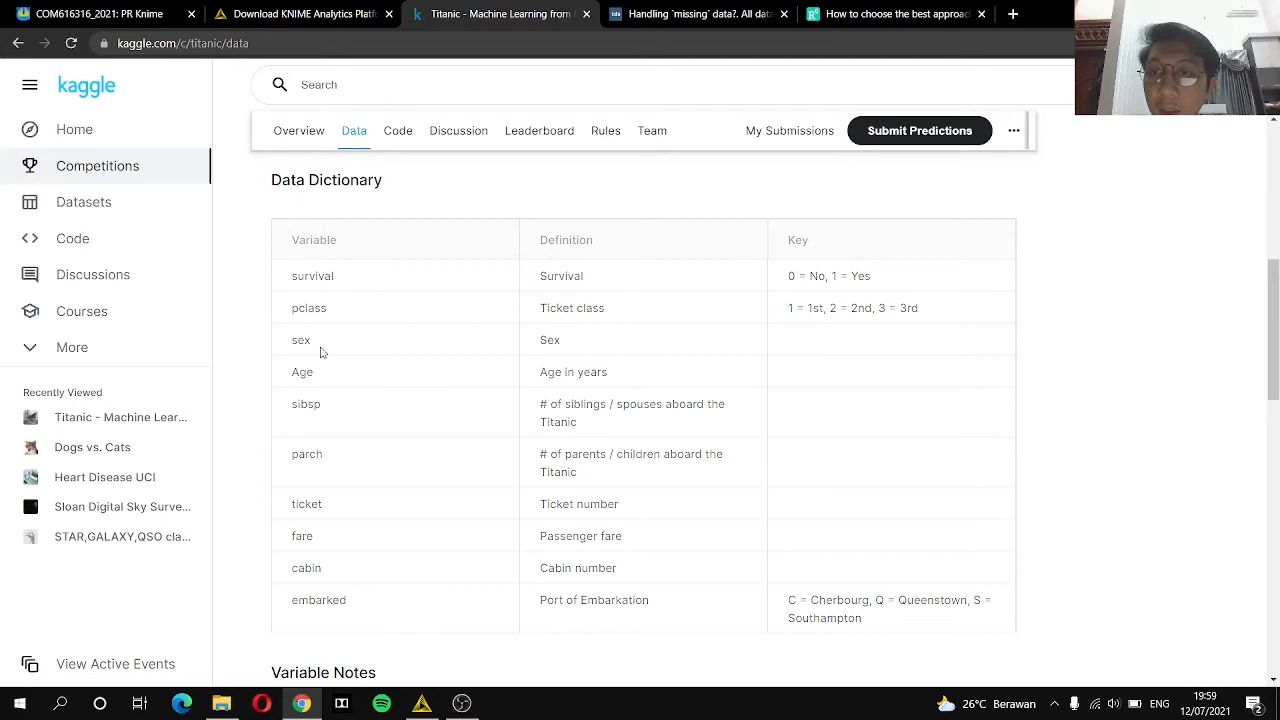 COM616316_2021: PR Knime
Download KNIME Analytics
Titanic - Machine Learning from
Handling `missing` data?. All dat
How to choose the best approac
kaggle.com/c/titanic/data
kaggle
Search
Overview
Data
Code
Discussion
Leaderboard
Rules
Team
My Submissions
Submit Predictions
Home
Competitions
Datasets
Code
Discussions
Courses
More
Recently Viewed
Titanic - Machine Lear...
Dogs vs. Cats
Heart Disease UCI
Sloan Digital Sky Surve...
STAR,GALAXY,QSO cla...
View Active Events
Data Dictionary
Variable Definition Key
survival Survival 0 = No, 1 = Yes
pclass Ticket class 1 = 1st, 2 = 2nd, 3 = 3rd
sex Sex
Age Age in years
sibsp # of siblings / spouses aboard the
Titanic
parch # of parents / children aboard the
Titanic
ticket Ticket number
fare Passenger fare
cabin Cabin number
embarked Port of Embarkation C = Cherbourg, Q = Queenstown, S =
Southampton
Variable Notes
26°C Berawan
ENG
19:59
12/07/2021
2